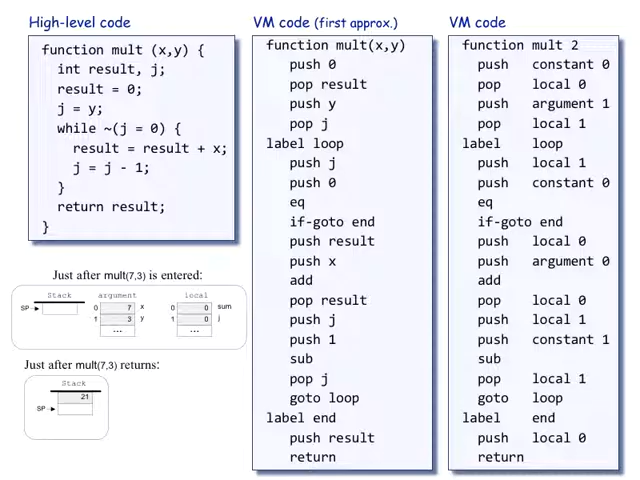 High-level code
function mult (x,y) {
int result, j;
result = 0;
j = y;
while ~(j = 0) {
result = result + x;
j = j - 1;
}
return result;
}
Just after mult(7,3) is entered:
Stack
argument
local
SP
0 7 x
0 0 sum
1 3 y
1 0 j
...
...
Just after mult(7,3) returns:
Stack
21
SP
VM code (first approx.)
function mult(x,y)
push 0
pop result
push y
pop j
label loop
push j
push 0
eq
if-goto end
push result
push x
add
pop result
push j
push 1
sub
pop j
goto loop
label end
push result
return
VM code
function mult 2
push constant 0
pop local 0
push argument 1
pop local 1
label loop
push local 1
push constant 0
eq
if-goto end
push local 0
push argument 0
add
pop local 0
push local 1
push constant 1
sub
pop local 1
goto loop
label end
push local 0
return